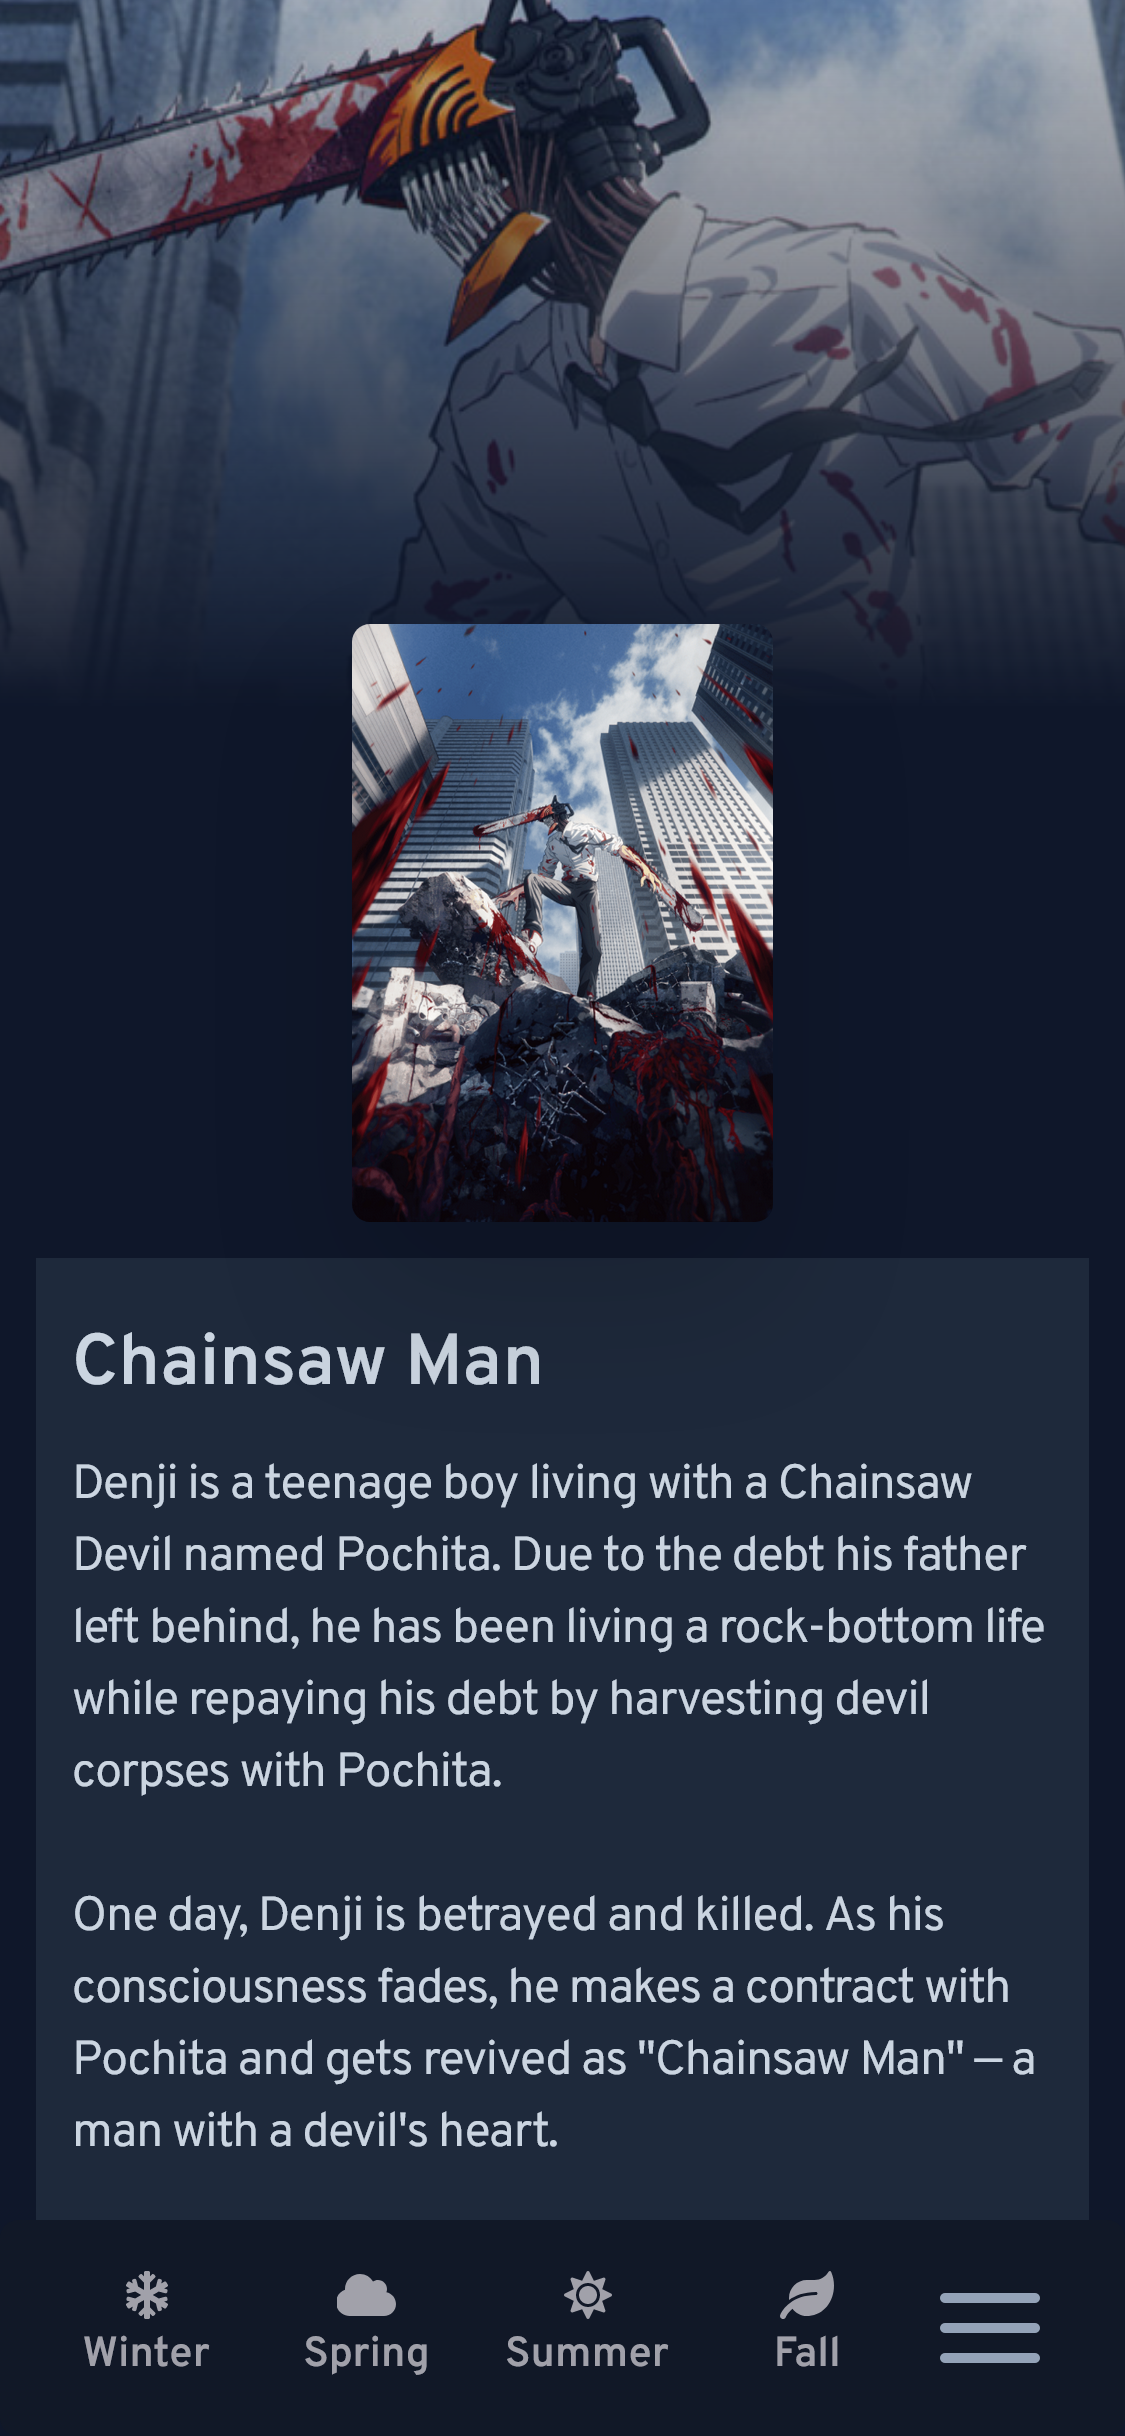 Chainsaw Man
Denji is a teenage boy living with a Chainsaw
Devil named Pochita. Due to the debt his father
left behind, he has been living a rock-bottom life
while repaying his debt by harvesting devil
corpses with Pochita.
One day, Denji is betrayed and killed. As his
consciousness fades, he makes a contract with
Pochita and gets revived as "Chainsaw Man" — a
man with a devil's heart.
Winter Spring Summer Fall